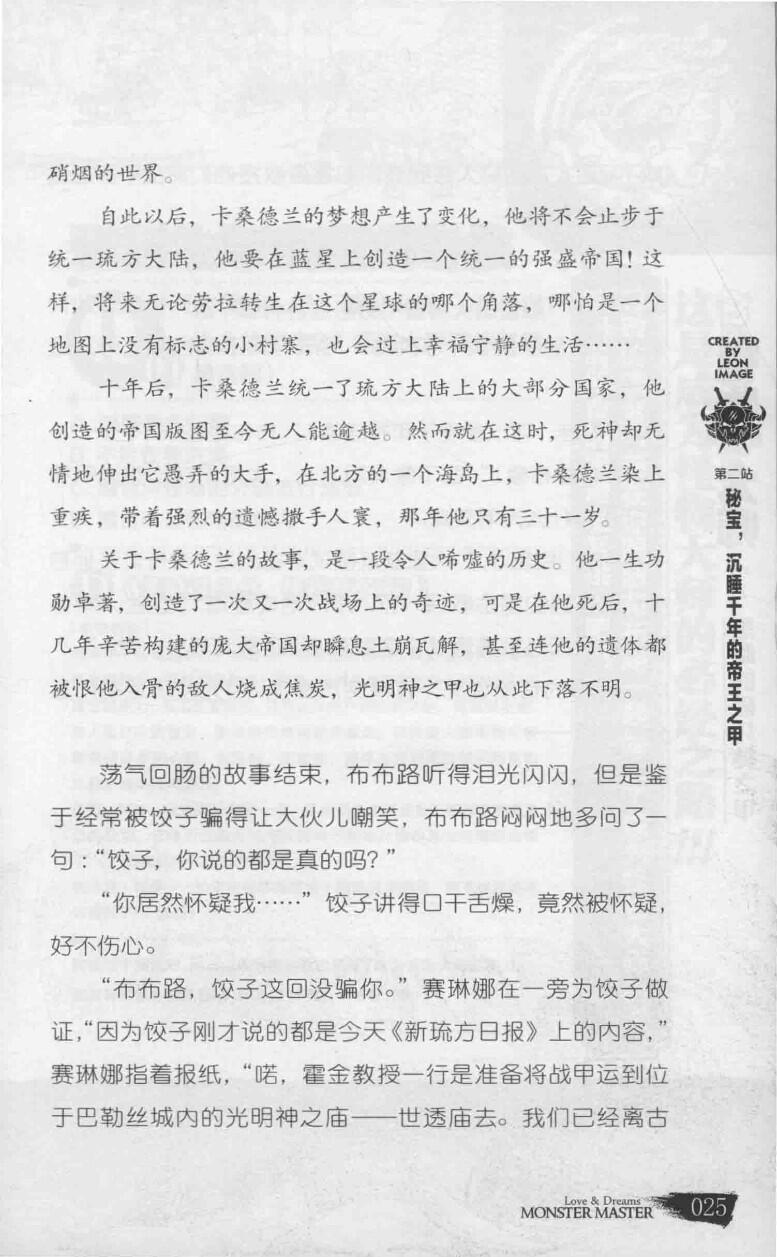 硝烟的世界。
自此以后，卡桑德兰的梦想产生了变化，他将不会止步于
统一琉方大陆，他要在蓝星上创造一个统一的强盛帝国！这
样，将来无论劳拉转生在这个星球的哪个角落，哪怕是一个
地图上没有标志的小村寨，也会过上幸福宁静的生活……
十年后，卡桑德兰统一了琉方大陆上的大部分国家，他
创造的帝国版图至今无人能逾越。然而就在这时，死神却无
情地伸出它愚弄的大手，在北方的一个海岛上，卡桑德兰染上
重疾，带着强烈的遗憾撒手人寰，那年他只有三十一岁。
关于卡桑德兰的故事，是一段令人唏嘘的历史。他一生功
勋卓著，创造了一次又一次战场上的奇迹，可是在他死后，十
几年辛苦构建的庞大帝国却瞬息土崩瓦解，甚至连他的遗体都
被恨他入骨的敌人烧成焦炭，光明神之甲也从此下落不明。
荡气回肠的故事结束，布布路听得泪光闪闪，但是鉴
于经常被饺子骗得让大伙儿嘲笑，布布路闷闷地多问了一
句：“饺子，你说的都是真的吗？”
“你居然怀疑我……”饺子讲得口干舌燥，竟然被怀疑，
好不伤心。
“布布路，饺子这回没骗你。”赛琳娜在一旁为饺子做
证，“因为饺子刚才说的都是今天《新琉方日报》上的内容，”
赛琳娜指着报纸，“喏，霍金教授一行是准备将战甲运到位
于巴勒丝城内的光明神之庙——世透庙去。我们已经离古
CREATED
BY
LEON
IMAGE
第二站
秘宝，沉睡千年的帝王之甲
Love & Dreams
MONSTER MASTER
025